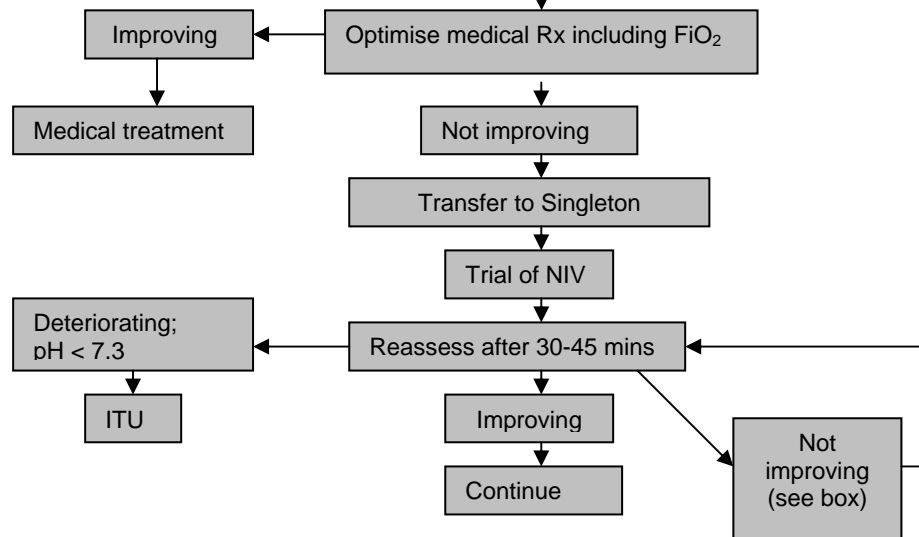 Improving
Optimise medical Rx including FiO₂
Medical treatment
Not improving
Transfer to Singleton
Trial of NIV
Deteriorating;
pH < 7.3
Reassess after 30-45 mins
ITU
Improving
Not
improving
(see box)
Continue